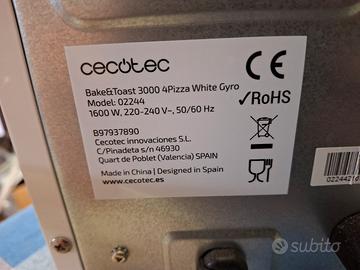 cecotec
CE
Bake&Toast 3000 4Pizza White Gyro
Model: 02244
✓RoHS
1600 W, 220-240 V~, 50/60 Hz
B97937890
Cecotec innovaciones S.L.
C/Pinadeta s/n 46930
Quart de Poblet (Valencia) SPAIN
Made in China | Designed in Spain
www.cecotec.es
subito